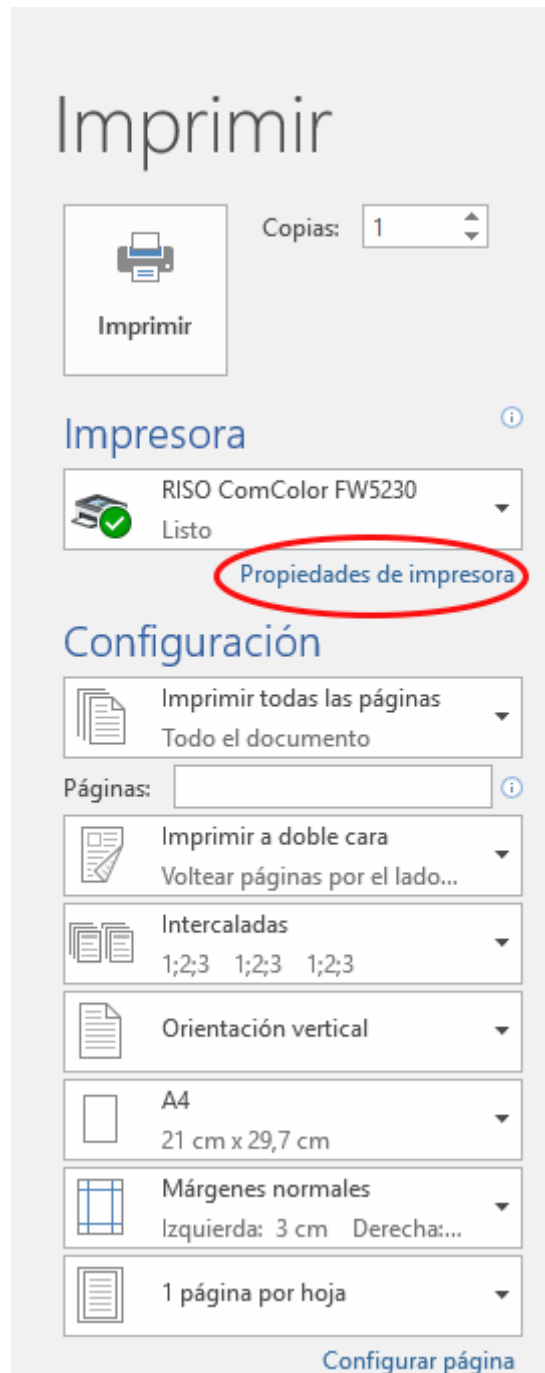 Imprimir
Copias: 1
Imprimir
Impresora
RISO ComColor FW5230
Listo
Propiedades de impresora
Configuración
Imprimir todas las páginas
Todo el documento
Páginas:
Imprimir a doble cara
Voltear páginas por el lado...
Intercaladas
1;2;3 1;2;3 1;2;3
Orientación vertical
A4
21 cm x 29,7 cm
Márgenes normales
Izquierda: 3 cm Derecha:...
1 página por hoja
Configurar página